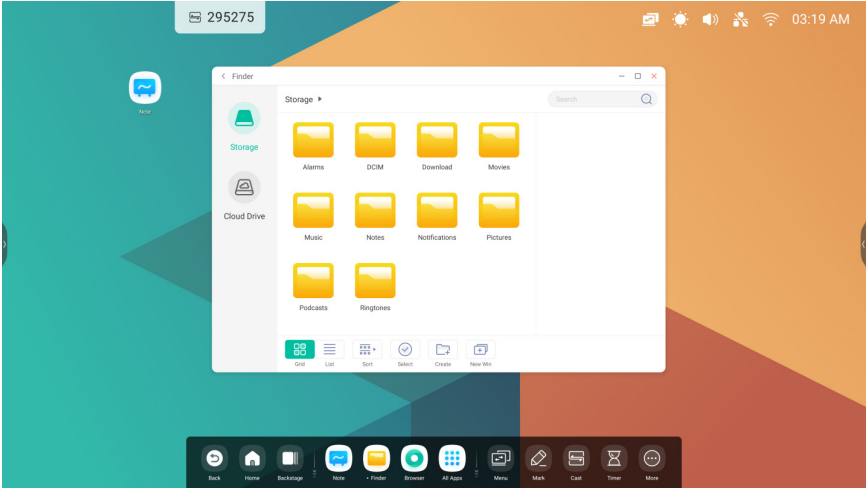 295275
03:19 AM
Note
Finder
Storage
Search
Storage
Cloud Drive
Alarms DCIM Download Movies
Music Notes Notifications Pictures
Podcasts Ringtones
Grid List Sort Select Create New Win
Back Home Backstage Note • Finder Browser All Apps Menu Mark Cast Timer More